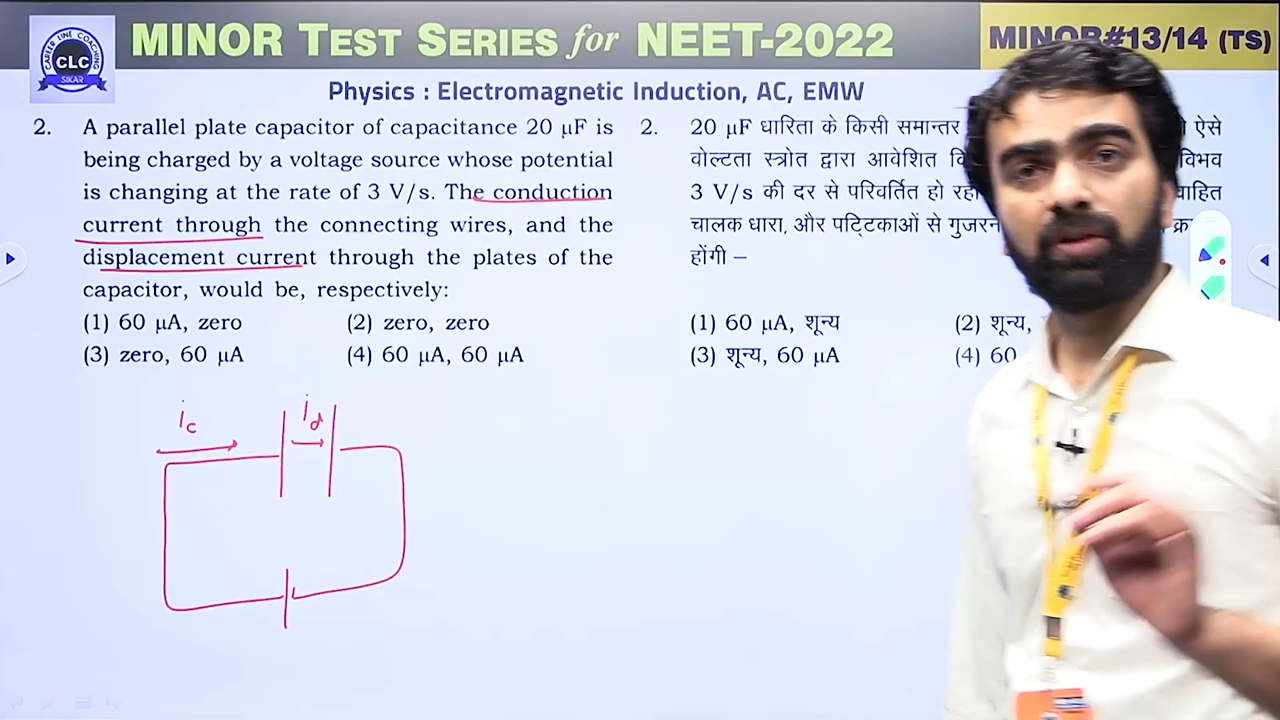 CAREER LINE COACHING
CLC
SIKAR
MINOR TEST SERIES for NEET-2022
MINOR#13/14 (TS)
Physics : Electromagnetic Induction, AC, EMW
2. A parallel plate capacitor of capacitance 20 μF is
being charged by a voltage source whose potential
is changing at the rate of 3 V/s. The conduction
current through the connecting wires, and the
displacement current through the plates of the
capacitor, would be, respectively:
(1) 60 μA, zero (2) zero, zero
(3) zero, 60 μA (4) 60 μA, 60 μA
2. 20 μF धारिता के किसी समान्तर ऐसे
वोल्टता स्त्रोत द्वारा आवेशित विभव
3 V/s की दर से परिवर्तित हो
चालक धारा, और पट्टिकाओं से
होंगी –
(1) 60 μA, शून्य (2) शून्य,
(3) शून्य, 60 μA (4) 60
ic id